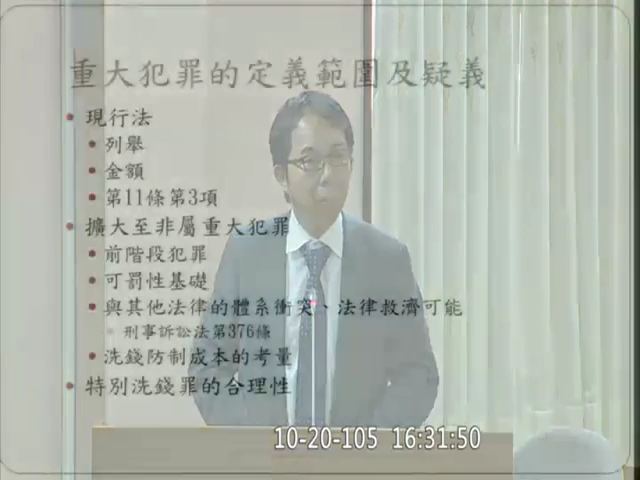 重大犯罪的定義範圍及疑義
現行法
列舉
金額
第11條第3項
擴大至非屬重大犯罪
前階段犯罪
可罰性基礎
與其他法律的體系衝突、法律救濟可能
刑事訴訟法第376條
洗錢防制成本的考量
特別洗錢罪的合理性
10-20-105 16:31:50